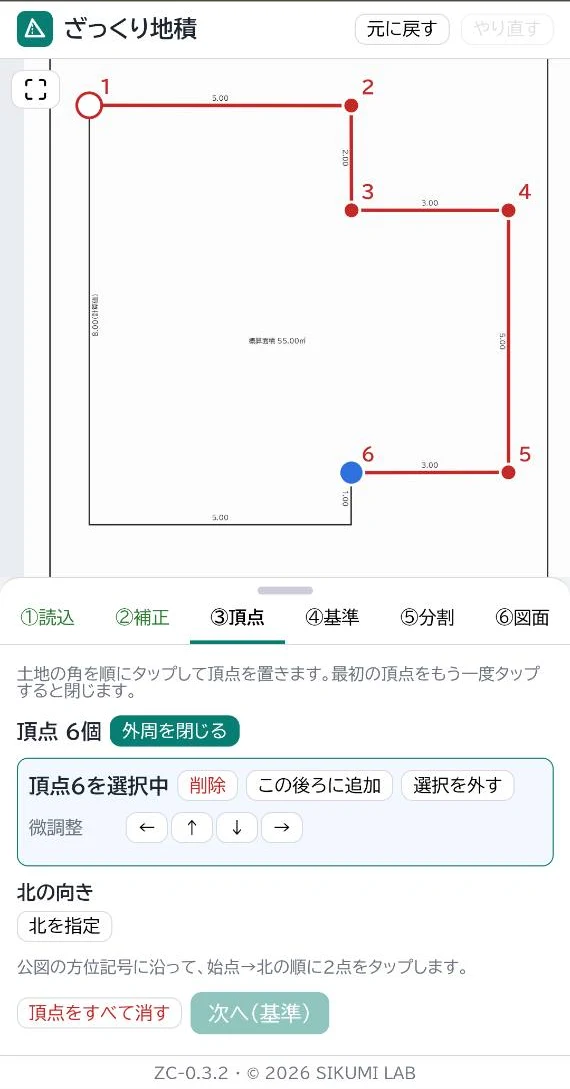 ざっくり地積
元に戻す
やり直す
1
5.00
2
2.00
3
3.00
4
8.00
概算面積 55.00㎡
5.00
6
3.00
5
1.00
5.00
①読込
②補正
③頂点
④基準
⑤分割
⑥図面
土地の角を順にタップして頂点を置きます。最初の頂点をもう一度タップ
すると閉じます。
頂点 6個
外周を閉じる
頂点6を選択中
削除
この後ろに追加
選択を外す
微調整
←
↑
↓
→
北の向き
北を指定
公図の方位記号に沿って、始点→北の順に2点をタップします。
頂点をすべて消す
次へ(基準)
ZC-0.3.2・© 2026 SIKUMI LAB